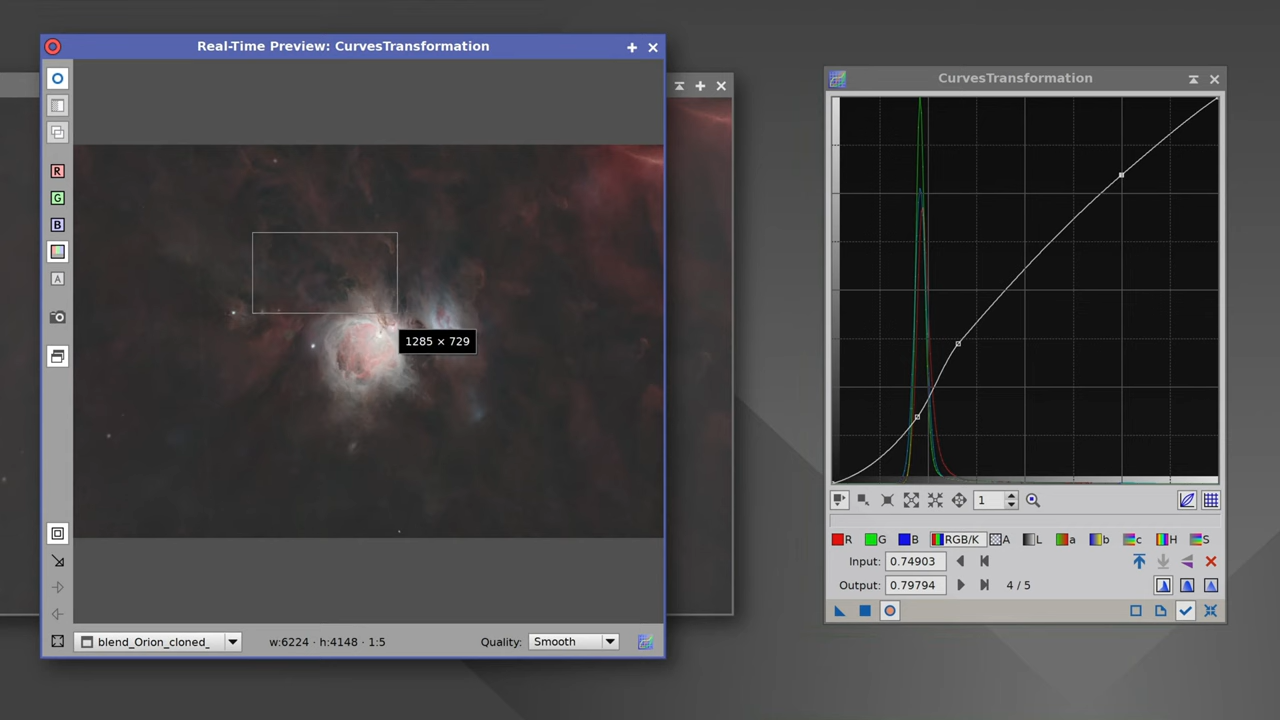 Real-Time Preview: CurvesTransformation
R
G
B
A
1285 × 729
blend_Orion_cloned_
w:6224 · h:4148 · 1:5
Quality: Smooth
CurvesTransformation
1
R G B RGB/K A L a b c H S
Input: 0.74903
Output: 0.79794 4 / 5